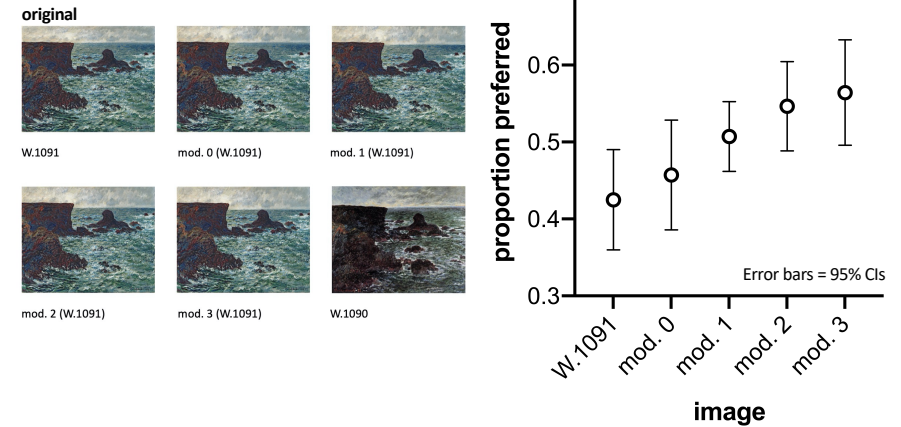 original
W.1091
mod. 0 (W.1091)
mod. 1 (W.1091)
mod. 2 (W.1091)
mod. 3 (W.1091)
W.1090
proportion preferred
0.6
0.5
0.4
0.3
Error bars = 95% CIs
W.1091
mod. 0
mod. 1
mod. 2
mod. 3
image